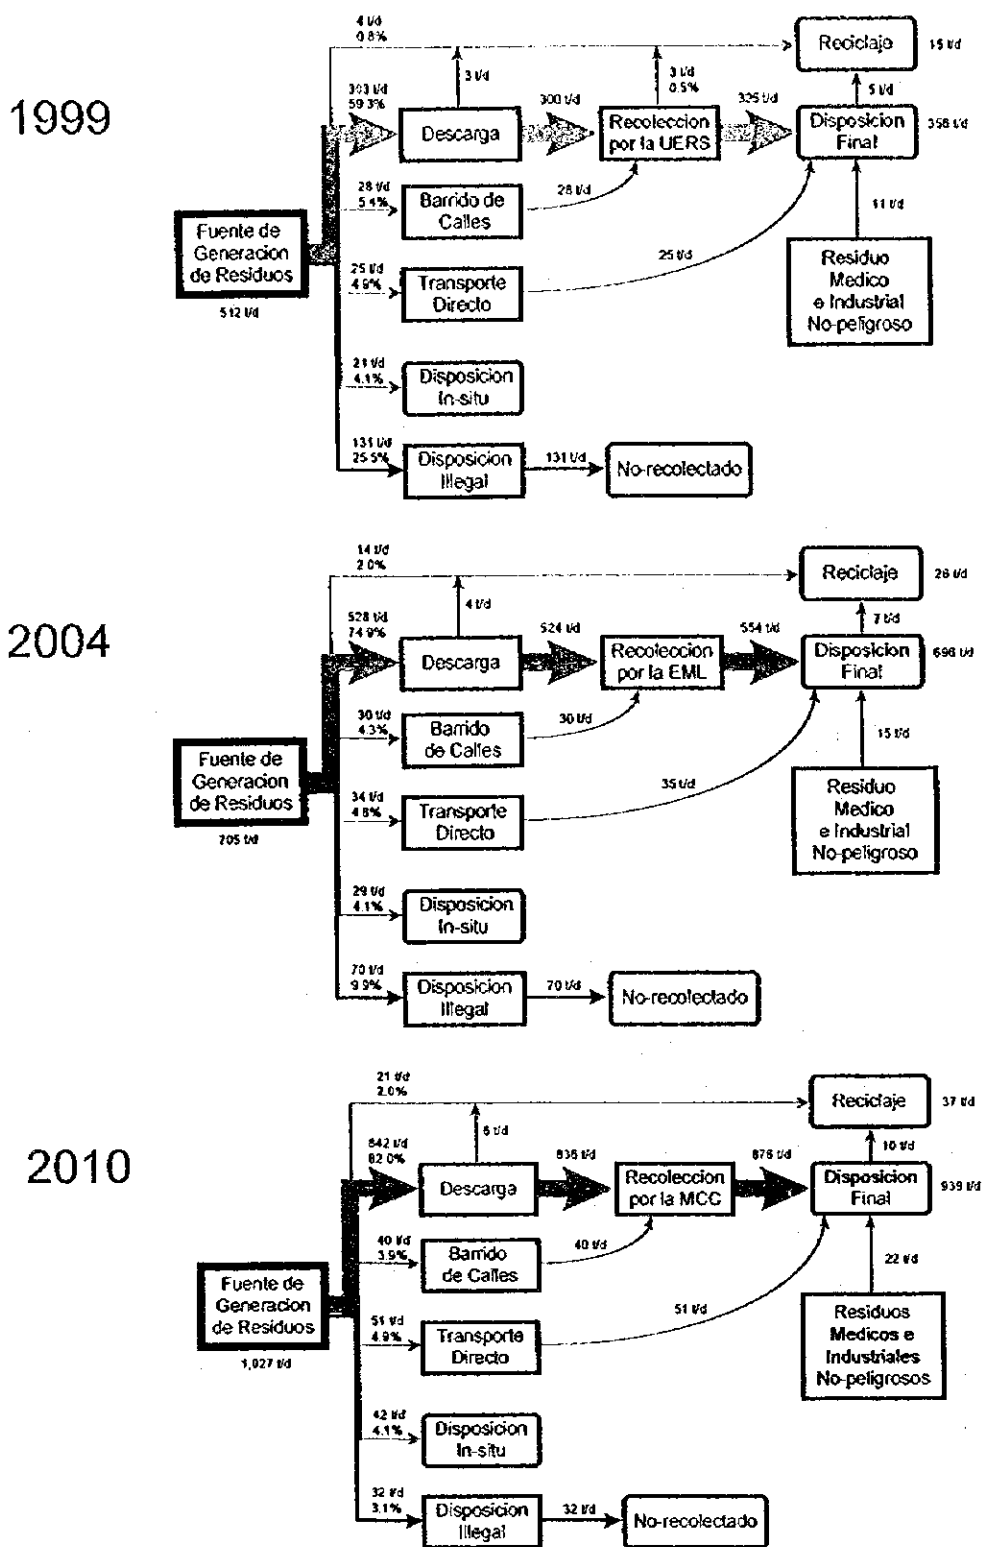 1999
4 t/d
0.8%
Reciclaje
15 t/d
3 t/d
3 t/d
0.5%
5 t/d
303 t/d
59.3%
Descarga
300 t/d
Recoleccion
por la UERS
325 t/d
Disposicion
Final
356 t/d
28 t/d
5.4%
Barrido de
Calles
28 t/d
11 t/d
Fuente de
Generacion
de Residuos
512 t/d
25 t/d
4.9%
Transporte
Directo
25 t/d
Residuo
Medico
e Industrial
No-peligroso
21 t/d
4.1%
Disposicion
In-situ
131 t/d
25.5%
Disposicion
Illegal
131 t/d
No-recolectado
2004
14 t/d
2.0%
Reciclaje
26 t/d
4 t/d
7 t/d
528 t/d
74.9%
Descarga
524 t/d
Recoleccion
por la EML
554 t/d
Disposicion
Final
30 t/d
4.3%
Barrido
de Calles
30 t/d
15 t/d
Fuente de
Generacion
de Residuos
705 t/d
34 t/d
4.8%
Transporte
Directo
35 t/d
Residuo
Medico
e Industrial
No-peligroso
29 t/d
4.1%
Disposicion
In-situ
70 t/d
9.9%
Disposicion
Illegal
70 t/d
No-recolectado
2010
21 t/d
2.0%
Reciclaje
37 t/d
6 t/d
10 t/d
842 t/d
82.0%
Descarga
836 t/d
Recoleccion
por la MCC
876 t/d
Disposicion
Final
939 t/d
40 t/d
3.9%
Barrido
de Calles
40 t/d
22 t/d
Fuente de
Generacion
de Residuos
1,027 t/d
51 t/d
4.9%
Transporte
Directo
51 t/d
Residuos
Medicos e
Industriales
No-peligrosos
42 t/d
4.1%
Disposicion
In-situ
32 t/d
3.1%
Disposicion
Illegal
32 t/d
No-recolectado